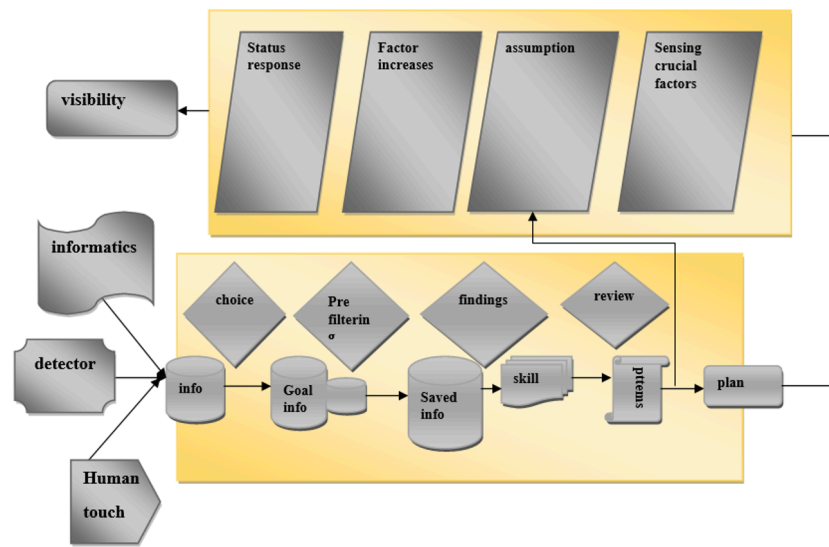 Status
response
Factor
increases
assumption
Sensing
crucial
factors
visibility
informatics
detector
Human
touch
choice
Pre
filterin
findings
review
info
Goal
info
Saved
info
skill
pttems
plan